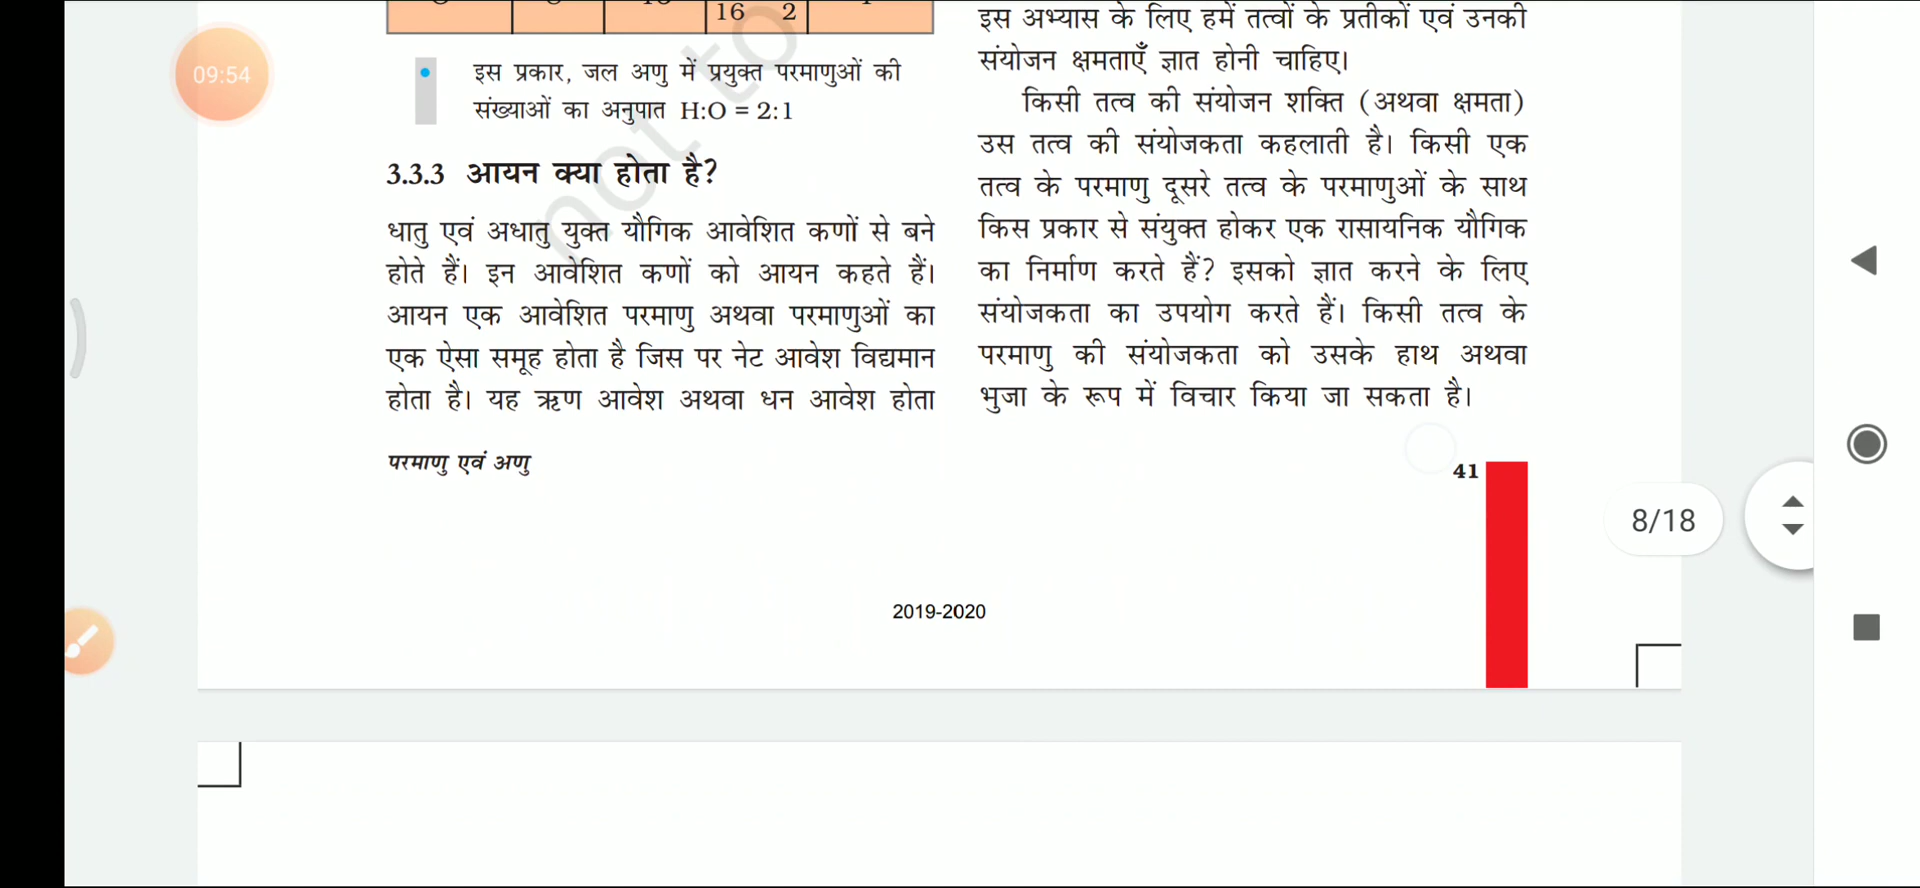 09:54
16 2
इस प्रकार, जल अणु में प्रयुक्त परमाणुओं की
संख्याओं का अनुपात H:O = 2:1
3.3.3 आयन क्या होता है?
धातु एवं अधातु युक्त यौगिक आवेशित कणों से बने
होते हैं। इन आवेशित कणों को आयन कहते हैं।
आयन एक आवेशित परमाणु अथवा परमाणुओं का
एक ऐसा समूह होता है जिस पर नेट आवेश विद्यमान
होता है। यह ऋण आवेश अथवा धन आवेश होता
not to
इस अभ्यास के लिए हमें तत्वों के प्रतीकों एवं उनकी
संयोजन क्षमताएँ ज्ञात होनी चाहिए।
किसी तत्व की संयोजन शक्ति (अथवा क्षमता)
उस तत्व की संयोजकता कहलाती है। किसी एक
तत्व के परमाणु दूसरे तत्व के परमाणुओं के साथ
किस प्रकार से संयुक्त होकर एक रासायनिक यौगिक
का निर्माण करते हैं? इसको ज्ञात करने के लिए
संयोजकता का उपयोग करते हैं। किसी तत्व के
परमाणु की संयोजकता को उसके हाथ अथवा
भुजा के रूप में विचार किया जा सकता है।
परमाणु एवं अणु
41
8/18
2019-2020